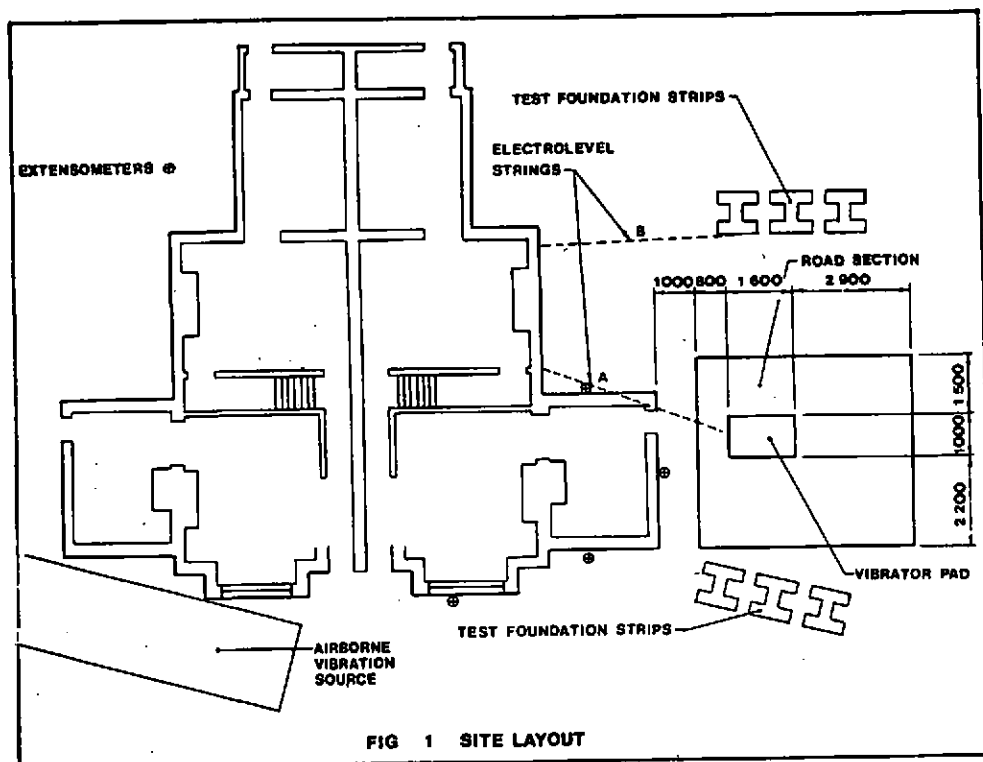 TEST FOUNDATION STRIPS
ELECTROLEVEL
STRINGS
EXTENSOMETERS ⊕
B
ROAD SECTION
1000 800 1 600 2 900
A
1 500
1000
2 200
VIBRATOR PAD
TEST FOUNDATION STRIPS
AIRBORNE
VIBRATION
SOURCE
FIG 1 SITE LAYOUT